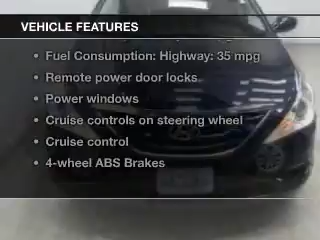 VEHICLE FEATURES
• Fuel Consumption: Highway: 35 mpg
• Remote power door locks
• Power windows
• Cruise controls on steering wheel
• Cruise control
• 4-wheel ABS Brakes